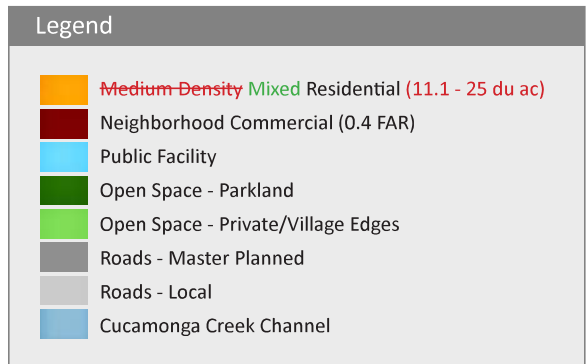 Legend
Medium Density Mixed Residential (11.1 - 25 du ac)
Neighborhood Commercial (0.4 FAR)
Public Facility
Open Space - Parkland
Open Space - Private/Village Edges
Roads - Master Planned
Roads - Local
Cucamonga Creek Channel